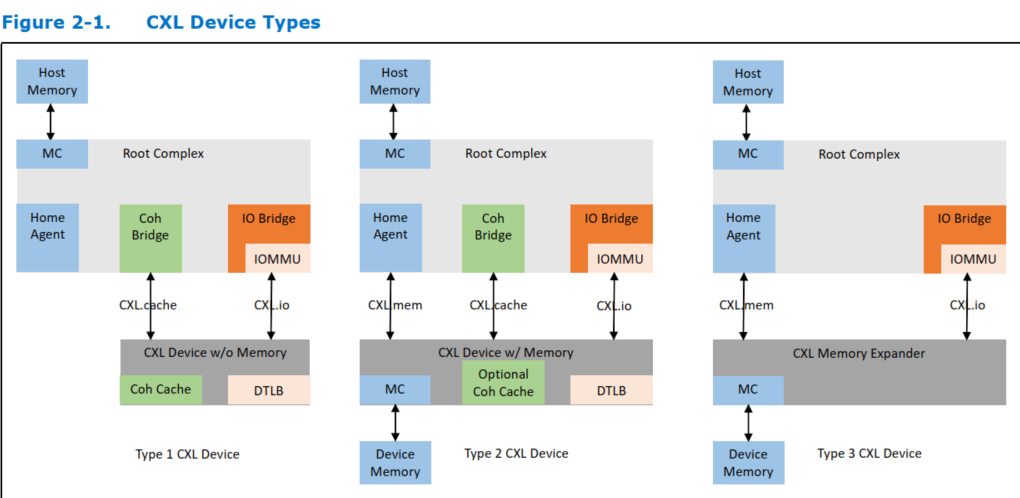 Figure 2-1. CXL Device Types
Host
Memory
MC
Root Complex
Home
Agent
Coh
Bridge
IO Bridge
IOMMU
CXL.cache
CXL.io
CXL Device w/o Memory
Coh Cache
DTLB
Type 1 CXL Device
Host
Memory
MC
Root Complex
Home
Agent
Coh
Bridge
IO Bridge
IOMMU
CXL.mem
CXL.cache
CXL.io
CXL Device w/ Memory
MC
Optional
Coh Cache
DTLB
Device
Memory
Type 2 CXL Device
Host
Memory
MC
Root Complex
Home
Agent
IO Bridge
IOMMU
CXL.mem
CXL.io
CXL Memory Expander
MC
Device
Memory
Type 3 CXL Device